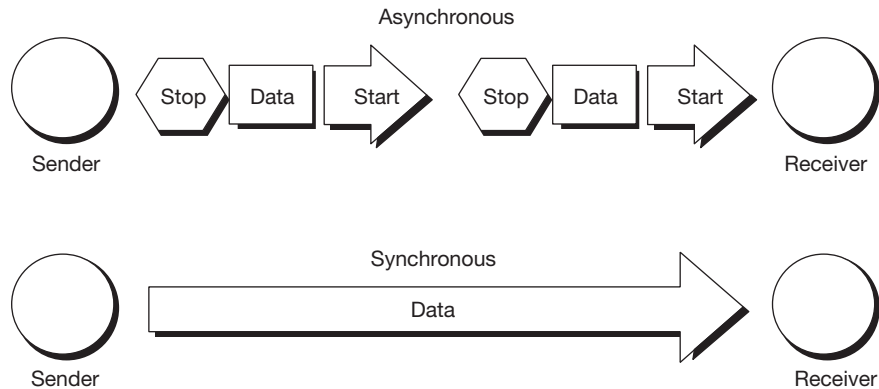 Asynchronous
Stop Data Start Stop Data Start
Sender Receiver
Synchronous
Data
Sender Receiver